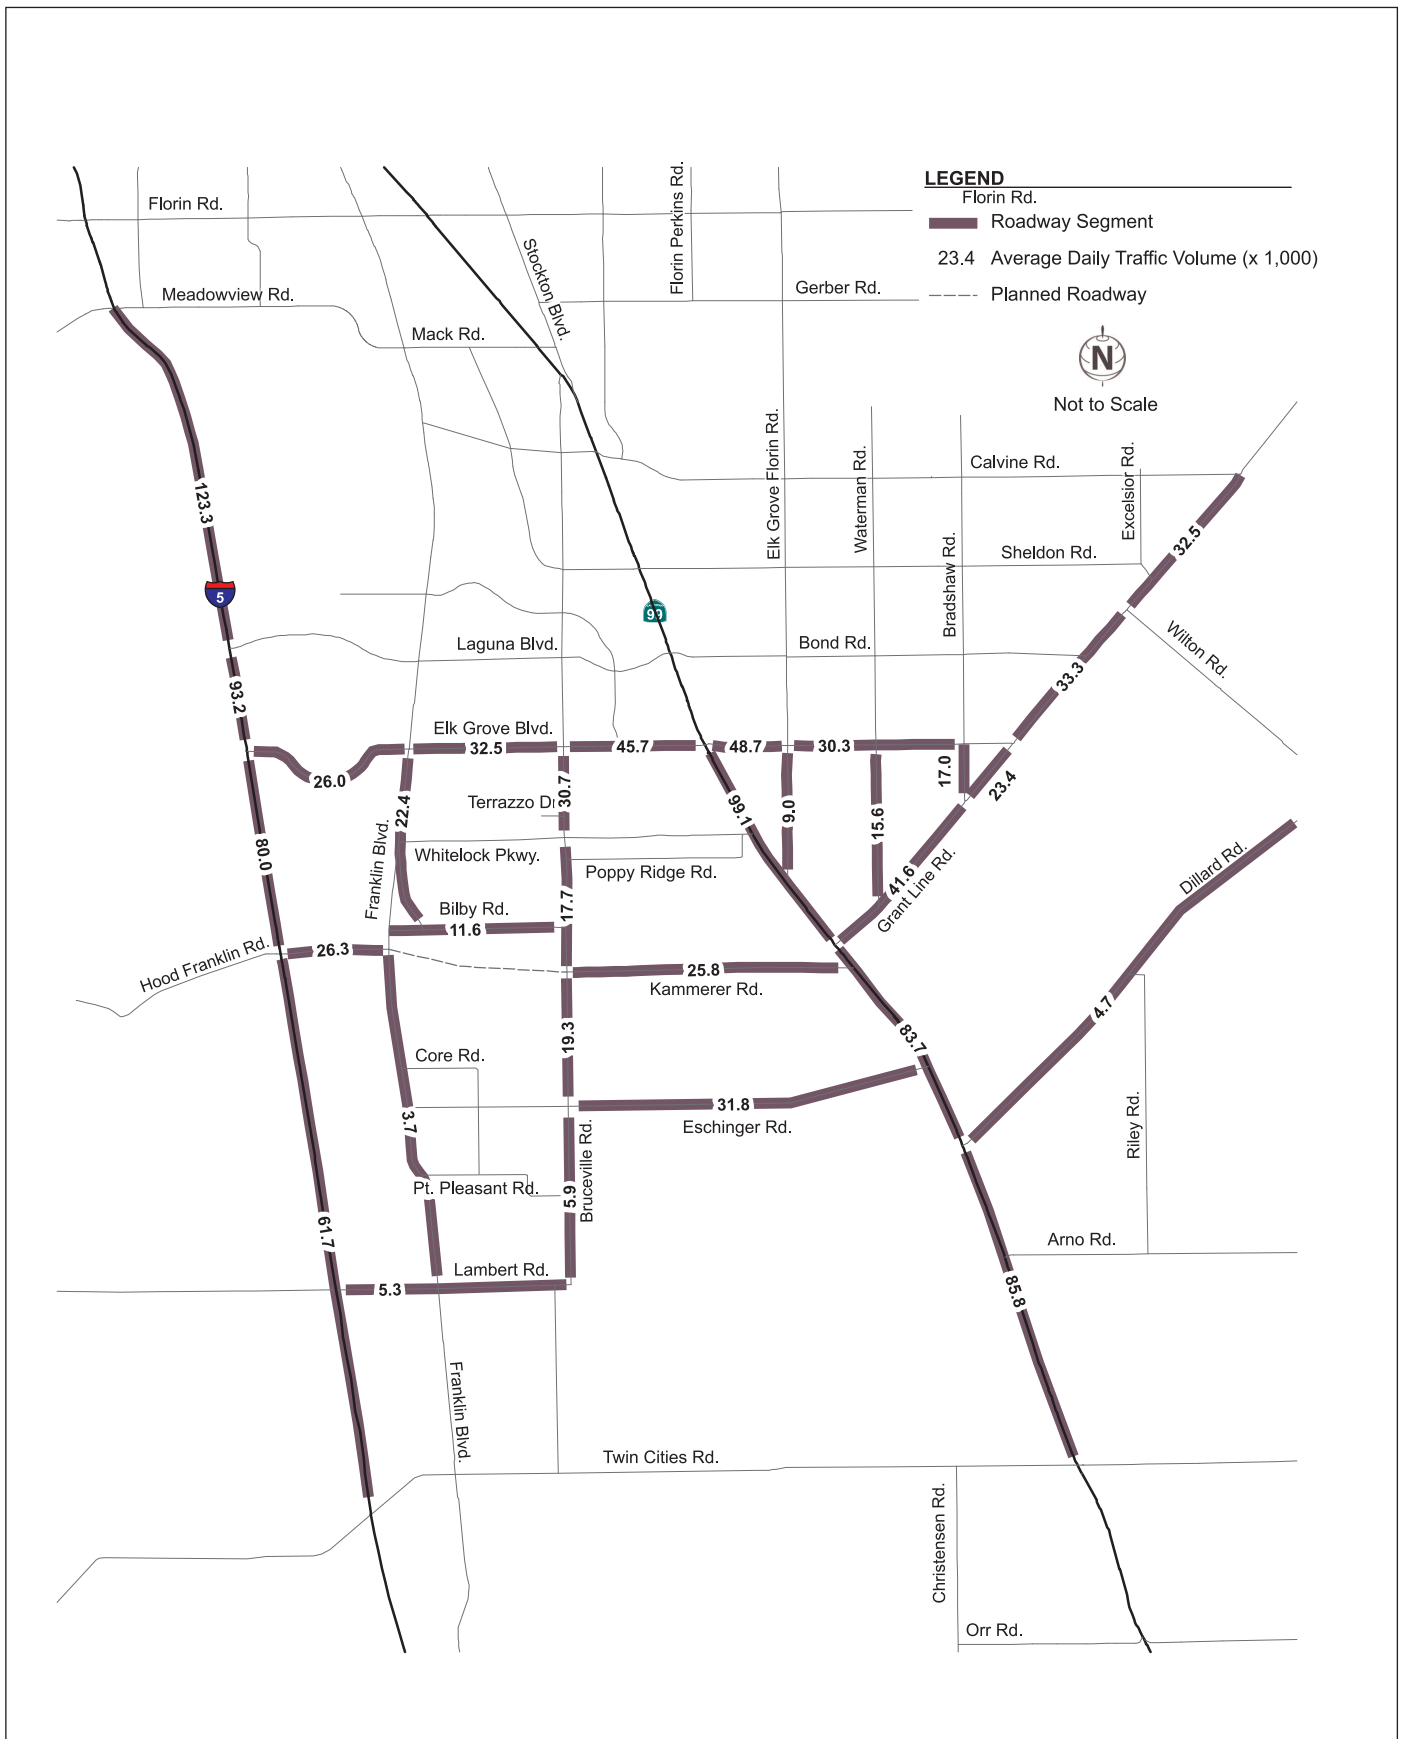 LEGEND
Florin Rd.
Roadway Segment
23.4 Average Daily Traffic Volume (x 1,000)
Planned Roadway
N
Not to Scale
Florin Rd.
Florin Perkins Rd.
Stockton Blvd.
Meadowview Rd.
Gerber Rd.
Mack Rd.
Elk Grove Florin Rd.
Waterman Rd.
Bradshaw Rd.
Calvine Rd.
Excelsior Rd.
123.3
32.5
Sheldon Rd.
5
99
Laguna Blvd.
Bond Rd.
Wilton Rd.
93.2
33.3
Elk Grove Blvd.
32.5
45.7
48.7
30.3
26.0
17.0
23.4
22.4
Terrazzo Dr
30.7
99.1
9.0
15.6
80.0
Franklin Blvd.
Whitelock Pkwy.
Poppy Ridge Rd.
41.6
Grant Line Rd.
Dillard Rd.
Bilby Rd.
17.7
11.6
Hood Franklin Rd.
26.3
25.8
Kammerer Rd.
4.7
19.3
83.7
Core Rd.
3.7
31.8
Eschinger Rd.
Riley Rd.
Bruceville Rd.
Pt. Pleasant Rd.
5.9
61.7
Arno Rd.
Lambert Rd.
5.3
85.8
Franklin Blvd.
Twin Cities Rd.
Christensen Rd.
Orr Rd.